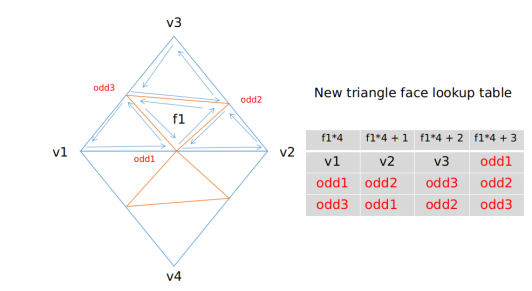 v3
odd3
odd2
f1
v1
odd1
v2
v4
New triangle face lookup table
f1*4 f1*4 + 1 f1*4 + 2 f1*4 + 3
v1 v2 v3 odd1
odd1 odd2 odd3 odd2
odd3 odd1 odd2 odd3